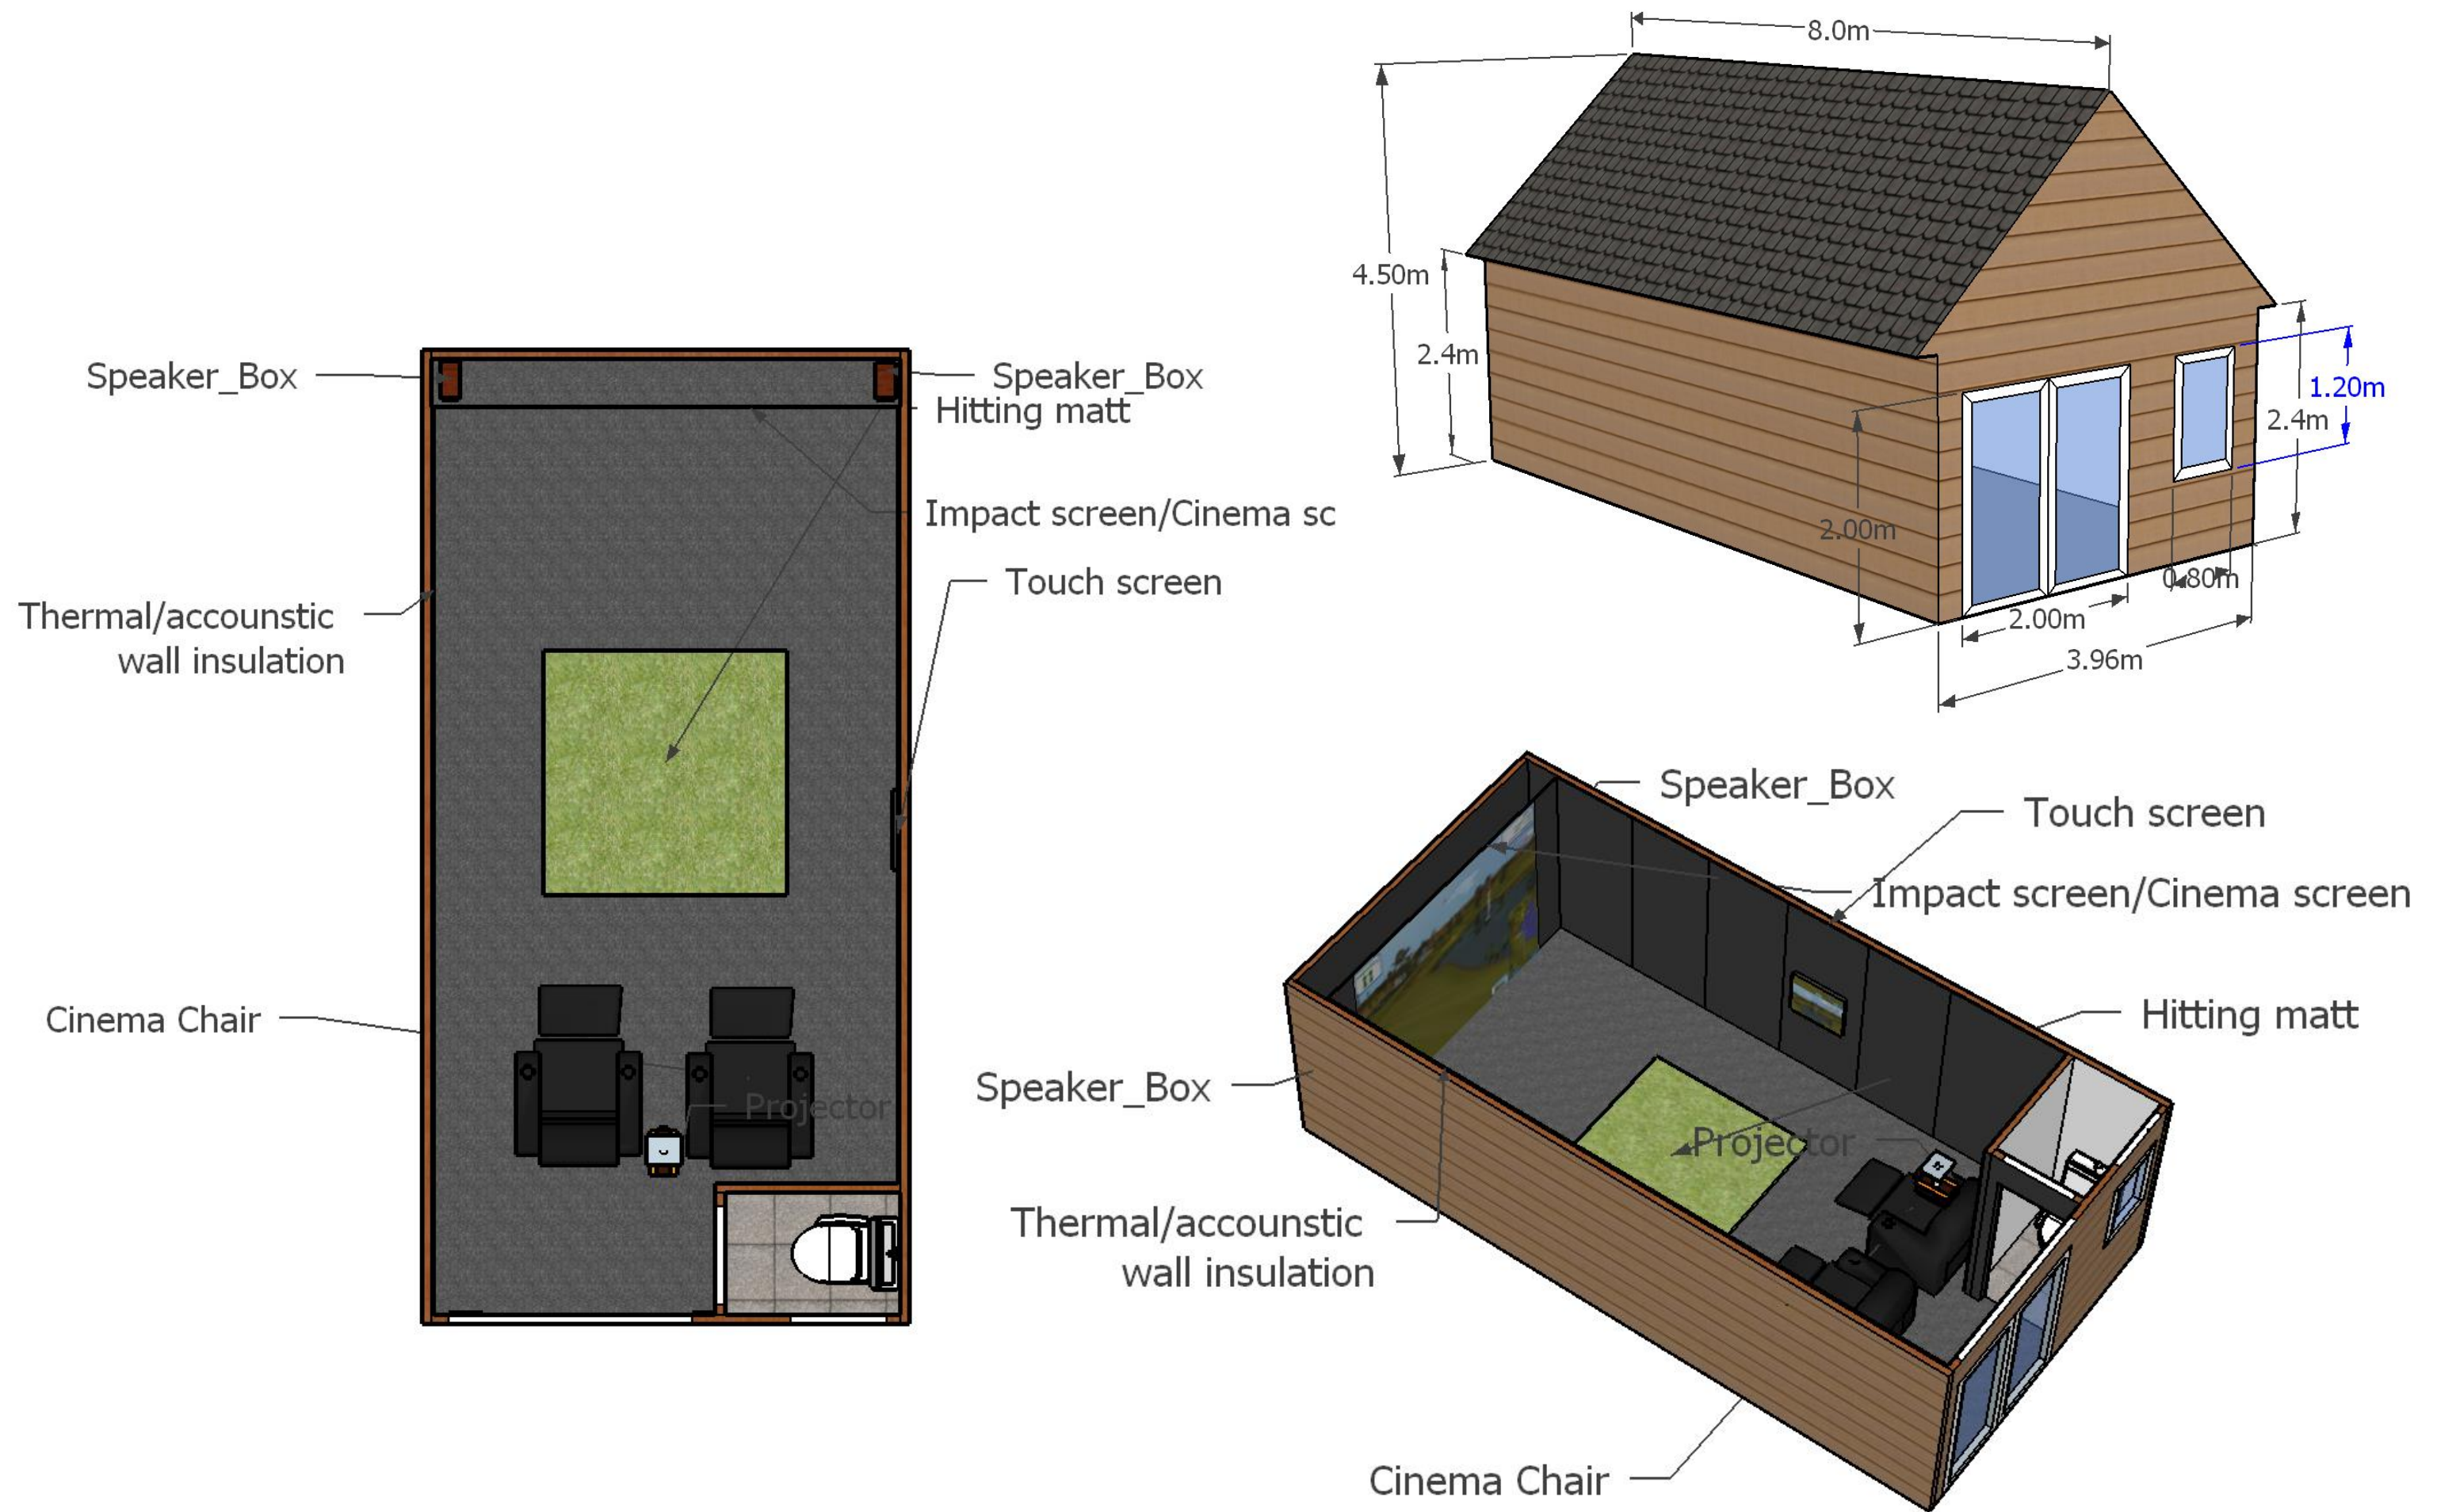 Speaker_Box
Speaker_Box
Hitting matt
Impact screen/Cinema sc
Touch screen
Thermal/accounstic
wall insulation
Cinema Chair
Projector
8.0m
4.50m
2.4m
1.20m
2.4m
2.00m
0.80m
2.00m
3.96m
Speaker_Box
Touch screen
Impact screen/Cinema screen
Hitting matt
Speaker_Box
Projector
Thermal/accounstic
wall insulation
Cinema Chair